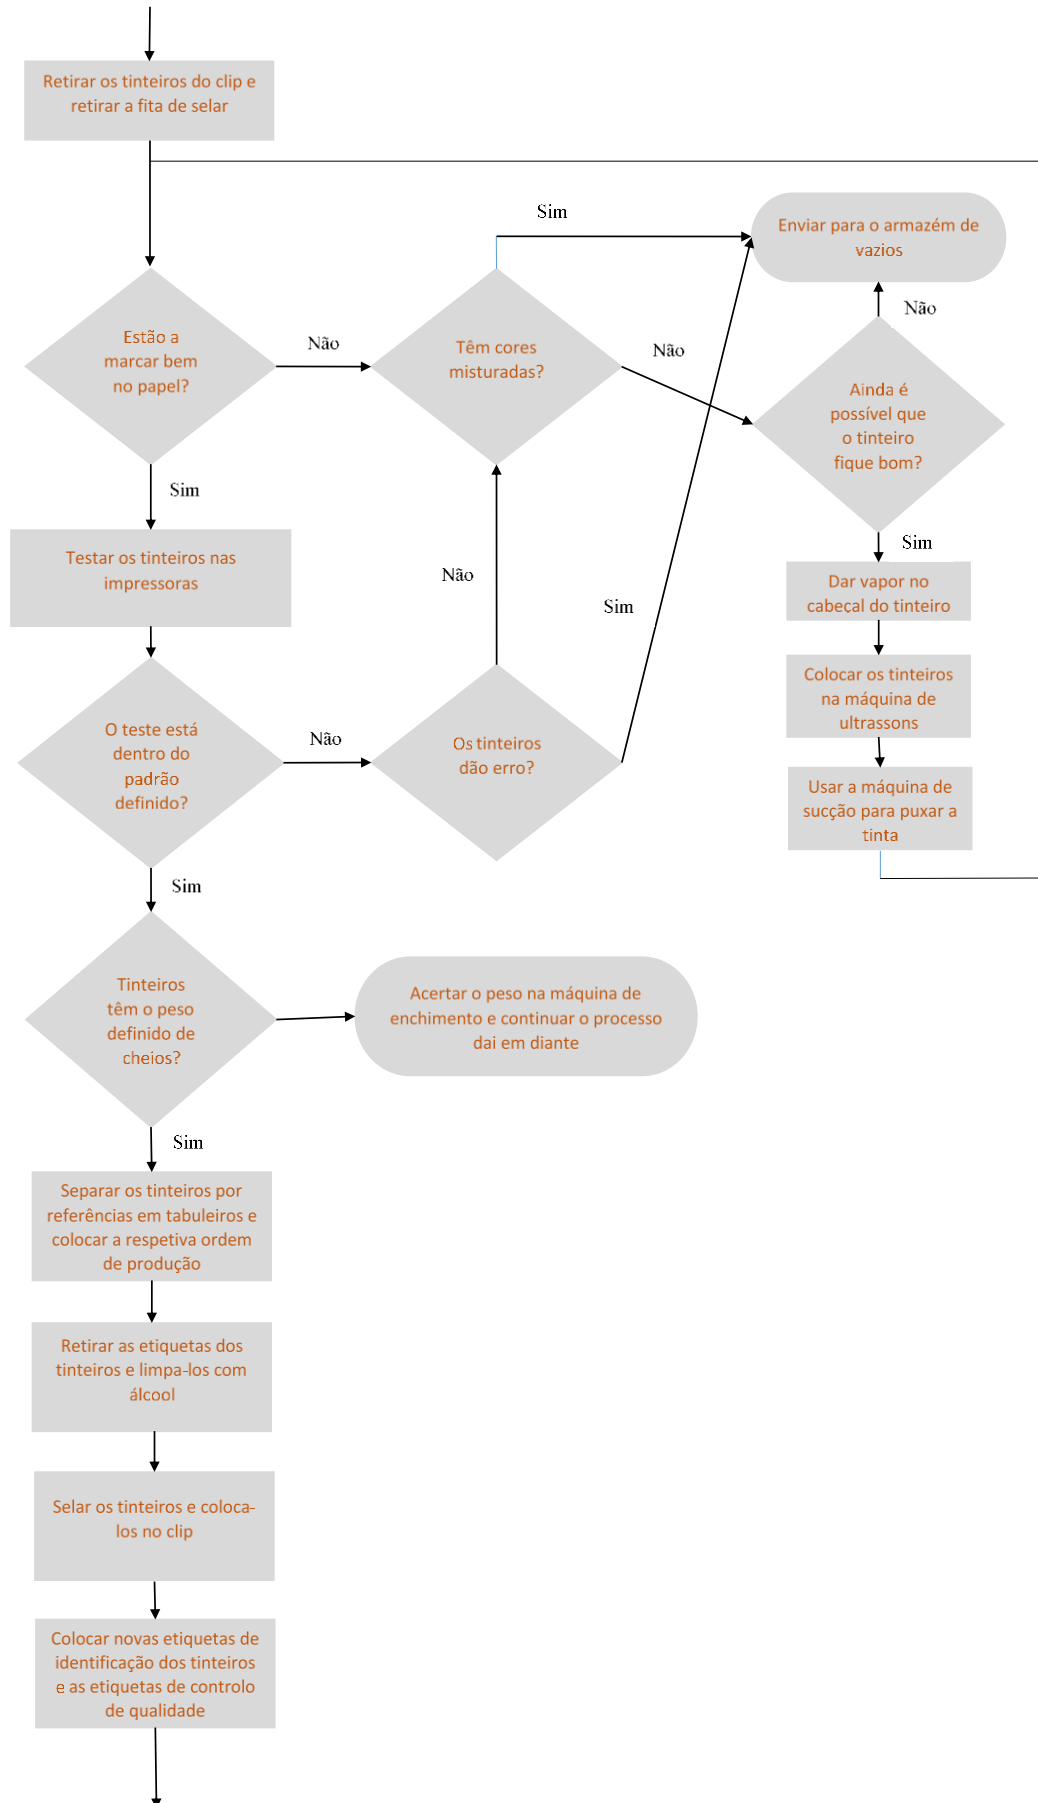 Retirar os tinteiros do clip e
retirar a fita de selar
Sim
Enviar para o armazém de
vazios
Não
Estão a
marcar bem
no papel?
Não
Têm cores
misturadas?
Não
Ainda é
possível que
o tinteiro
fique bom?
Sim
Testar os tinteiros nas
impressoras
Não
Sim
Sim
Dar vapor no
cabeçal do tinteiro
Colocar os tinteiros
na máquina de
ultrassons
O teste está
dentro do
padrão
definido?
Não
Os tinteiros
dão erro?
Usar a máquina de
sucção para puxar a
tinta
Sim
Tinteiros
têm o peso
definido de
cheios?
Acertar o peso na máquina de
enchimento e continuar o processo
dai em diante
Sim
Separar os tinteiros por
referências em tabuleiros e
colocar a respetiva ordem
de produção
Retirar as etiquetas dos
tinteiros e limpa-los com
álcool
Selar os tinteiros e coloca-
los no clip
Colocar novas etiquetas de
identificação dos tinteiros
e as etiquetas de controlo
de qualidade